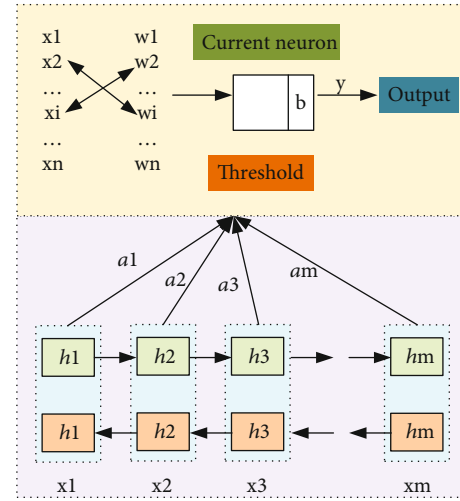 x1 w1 Current neuron
x2 w2
... ... b y Output
xi wi
... ...
xn wn Threshold
a1 a2 a3 am
h1 h2 h3 hm
h1 h2 h3 hm
x1 x2 x3 xm